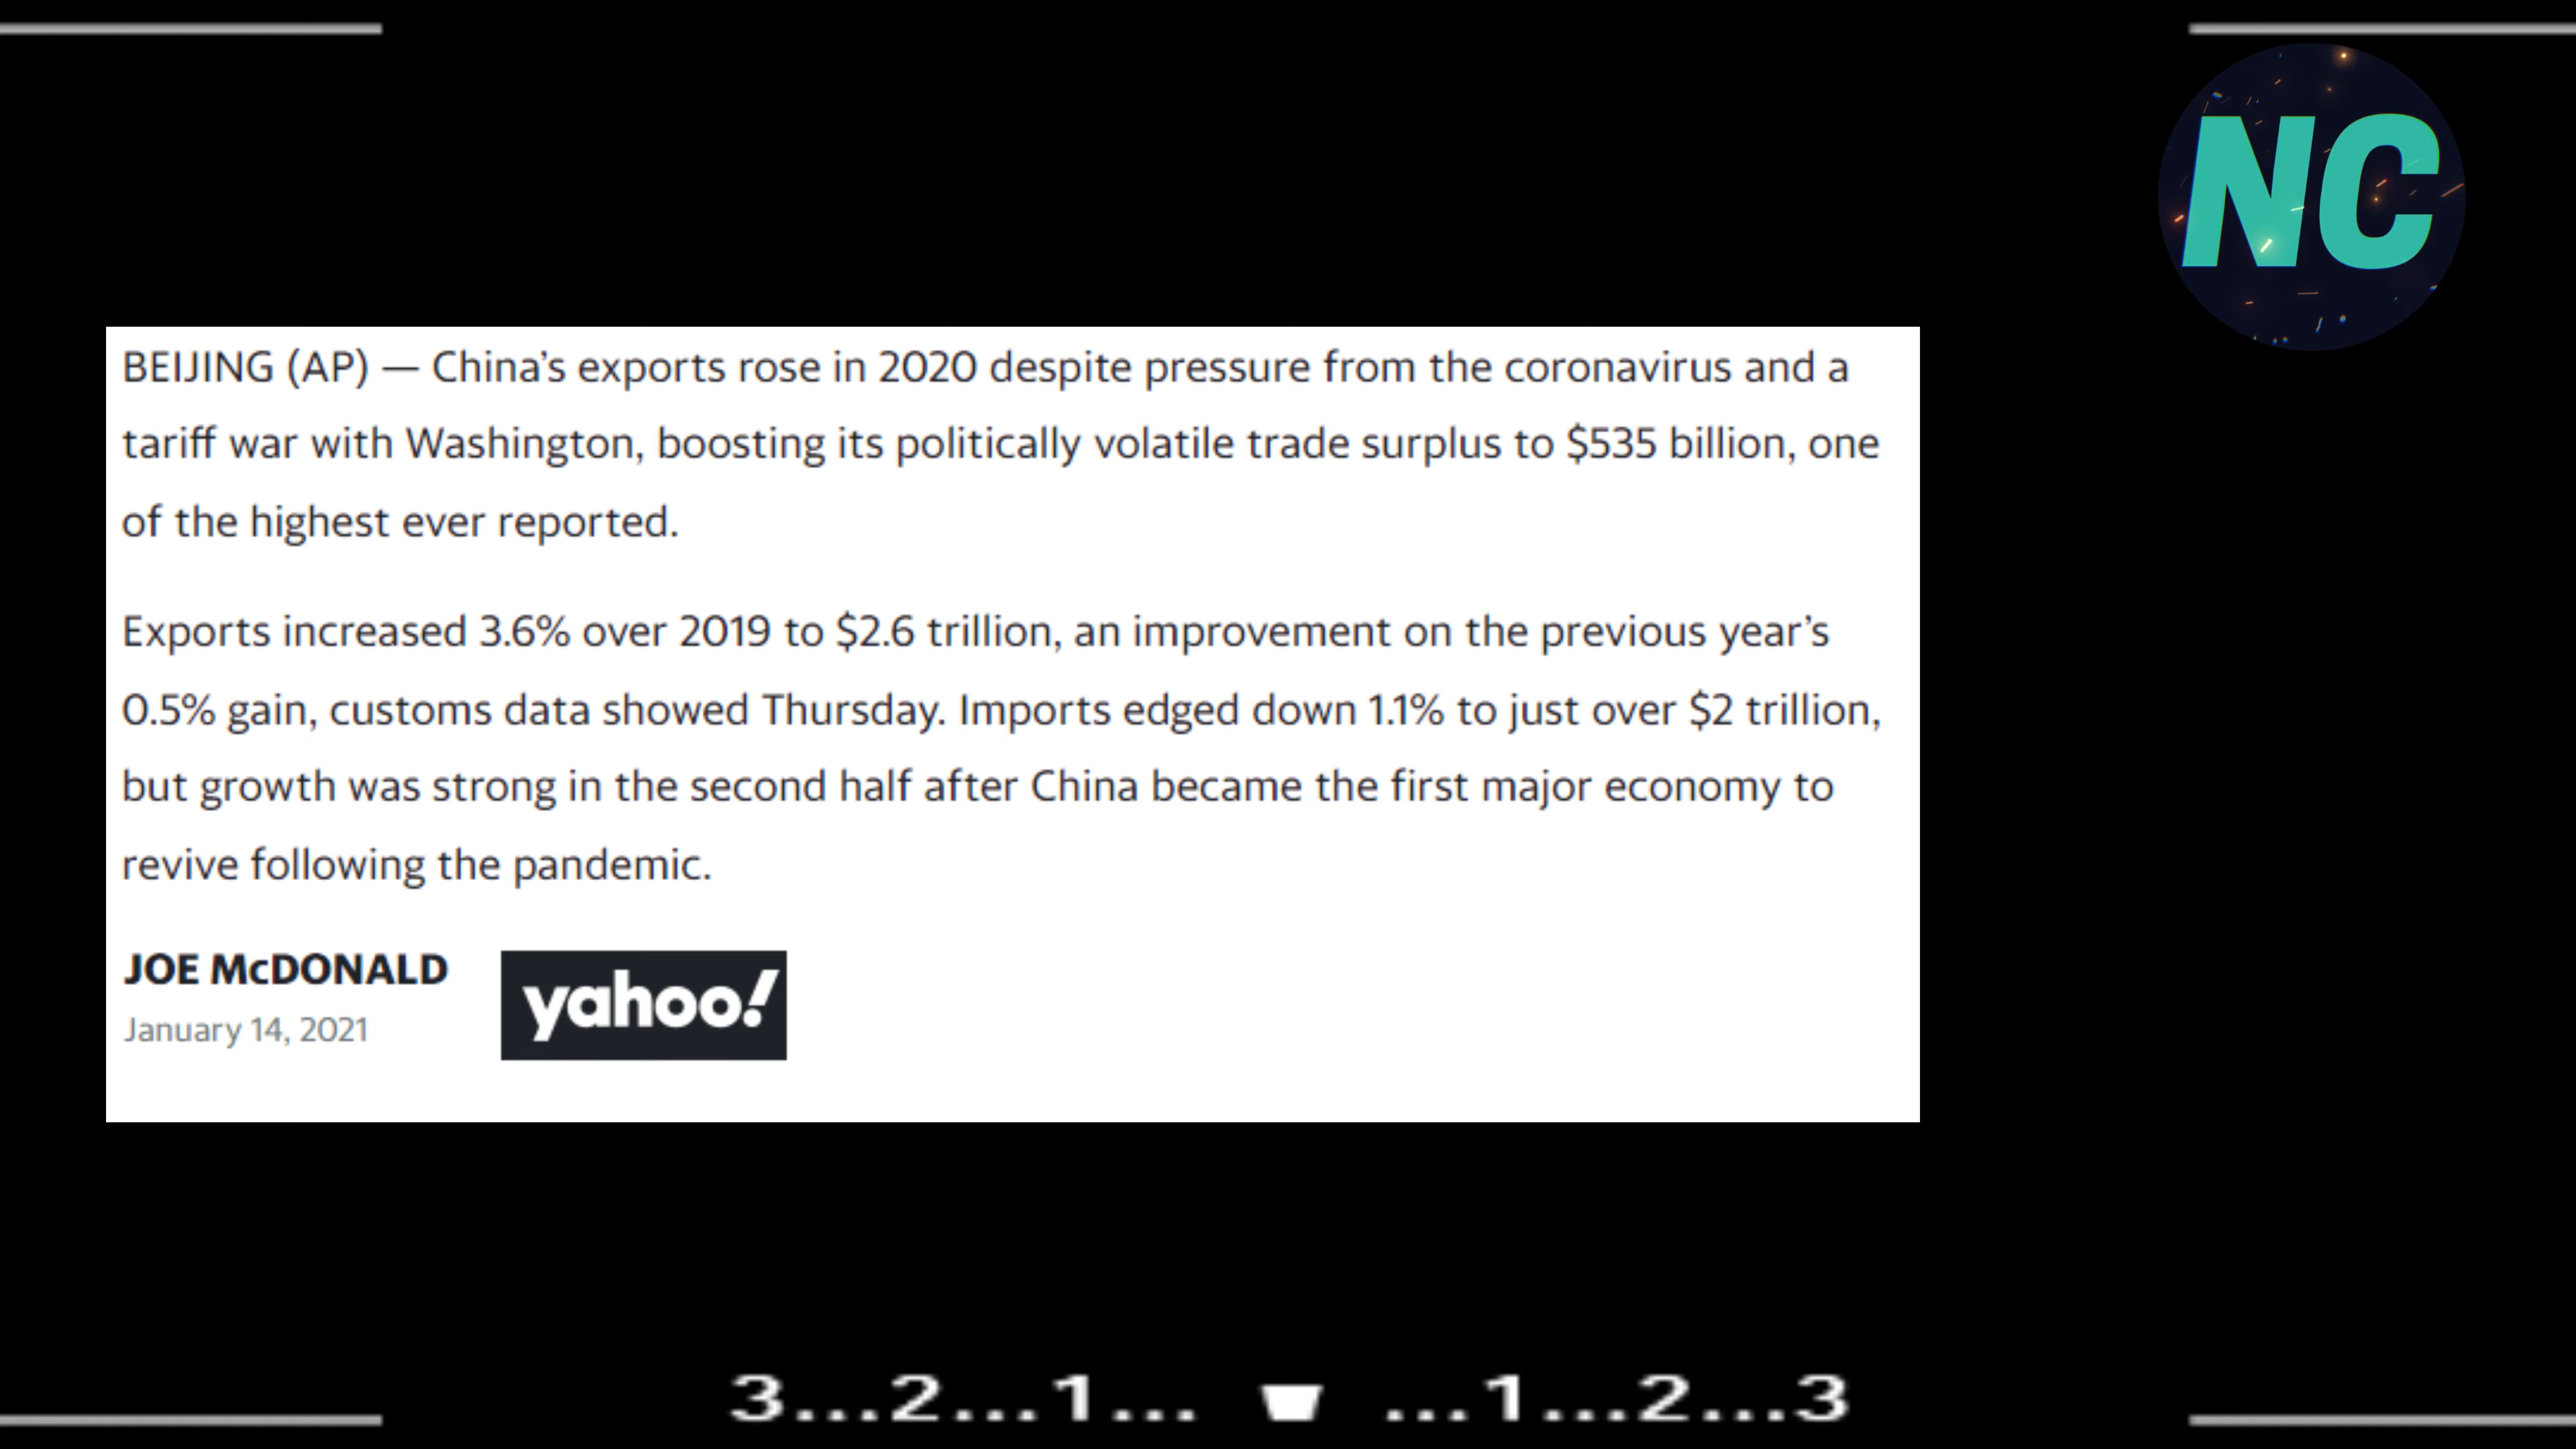 NC
BEIJING (AP) — China’s exports rose in 2020 despite pressure from the coronavirus and a
tariff war with Washington, boosting its politically volatile trade surplus to $535 billion, one
of the highest ever reported.
Exports increased 3.6% over 2019 to $2.6 trillion, an improvement on the previous year’s
0.5% gain, customs data showed Thursday. Imports edged down 1.1% to just over $2 trillion,
but growth was strong in the second half after China became the first major economy to
revive following the pandemic.
JOE McDONALD
January 14, 2021
yahoo!
3...2...1... ...1...2...3